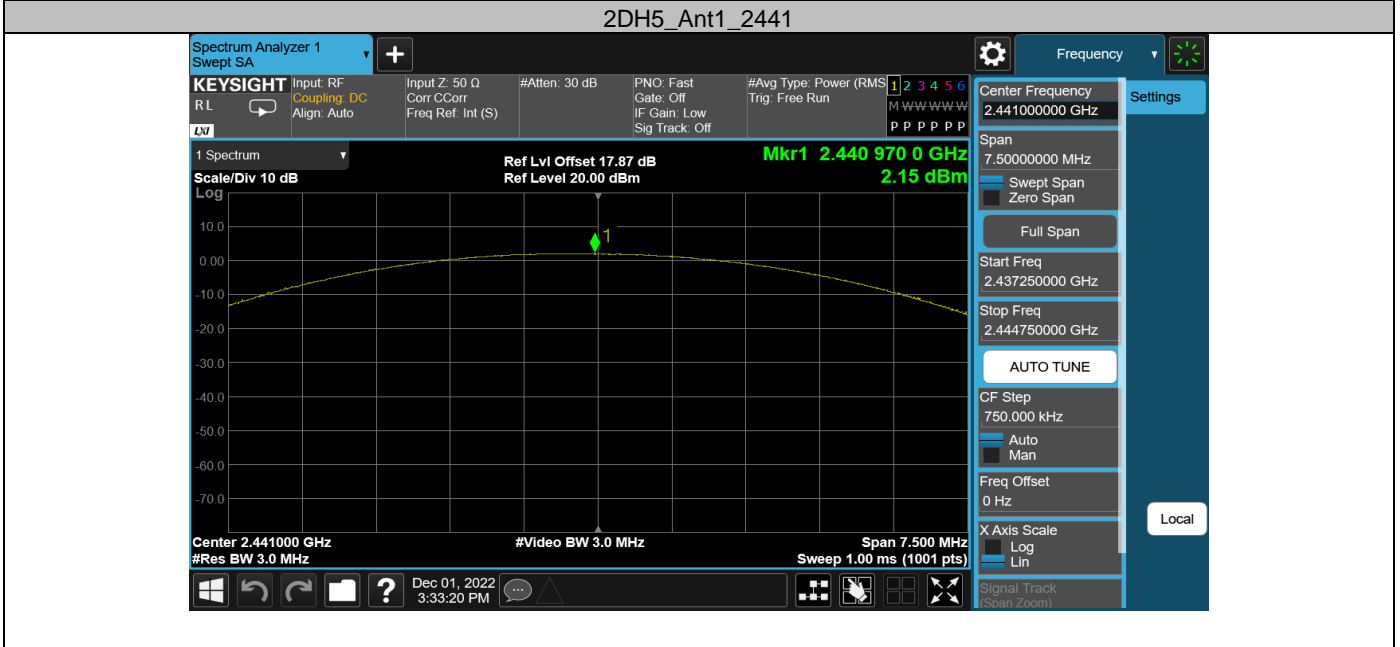 2DH5_Ant1_2441
Spectrum Analyzer 1
Swept SA
Frequency
KEYSIGHT
RL
LXI
Input: RF
Coupling: DC
Align: Auto
Input Z: 50 Ω
Corr CCorr
Freq Ref: Int (S)
#Atten: 30 dB
PNO: Fast
Gate: Off
IF Gain: Low
Sig Track: Off
#Avg Type: Power (RMS
Trig: Free Run
1 2 3 4 5 6
M W W W W W
P P P P P P
1 Spectrum
Scale/Div 10 dB
Log
Ref Lvl Offset 17.87 dB
Ref Level 20.00 dBm
Mkr1 2.440 970 0 GHz
2.15 dBm
1
10.0
0.00
-10.0
-20.0
-30.0
-40.0
-50.0
-60.0
-70.0
Center 2.441000 GHz
#Res BW 3.0 MHz
#Video BW 3.0 MHz
Span 7.500 MHz
Sweep 1.00 ms (1001 pts)
Center Frequency
2.441000000 GHz
Span
7.50000000 MHz
Swept Span
Zero Span
Full Span
Start Freq
2.437250000 GHz
Stop Freq
2.444750000 GHz
AUTO TUNE
CF Step
750.000 kHz
Auto
Man
Freq Offset
0 Hz
X Axis Scale
Log
Lin
Signal Track
(Span Zoom)
Settings
Local
?
Dec 01, 2022
3:33:20 PM